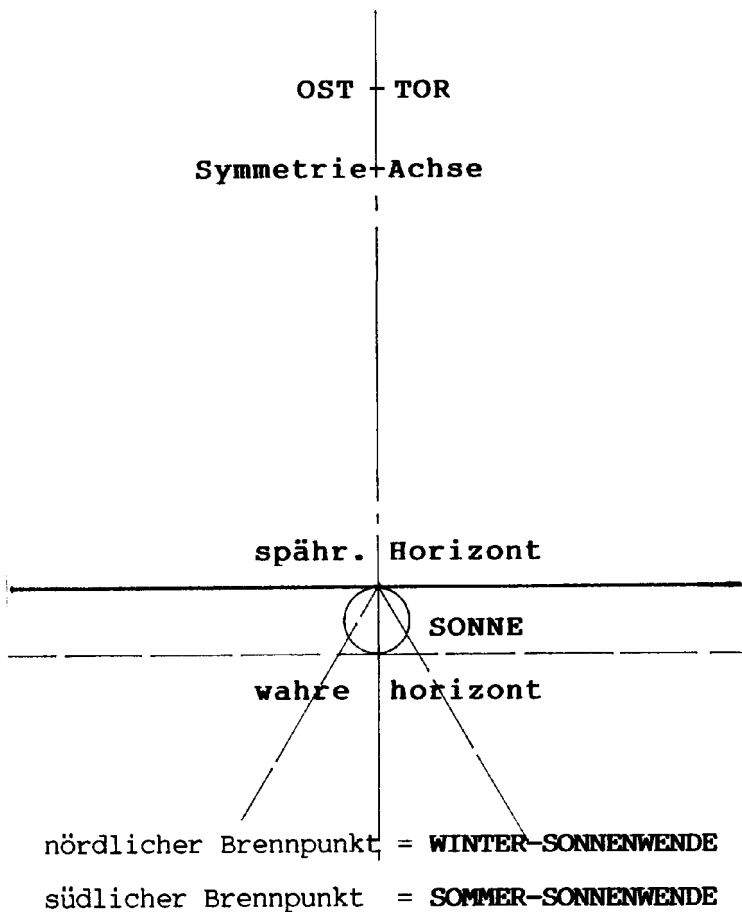 OST - TOR
Symmetrie-Achse
spähr. Horizont
SONNE
wahre horizont
nördlicher Brennpunkt = WINTER-SONNENWENDE
südlicher Brennpunkt = SOMMER-SONNENWENDE